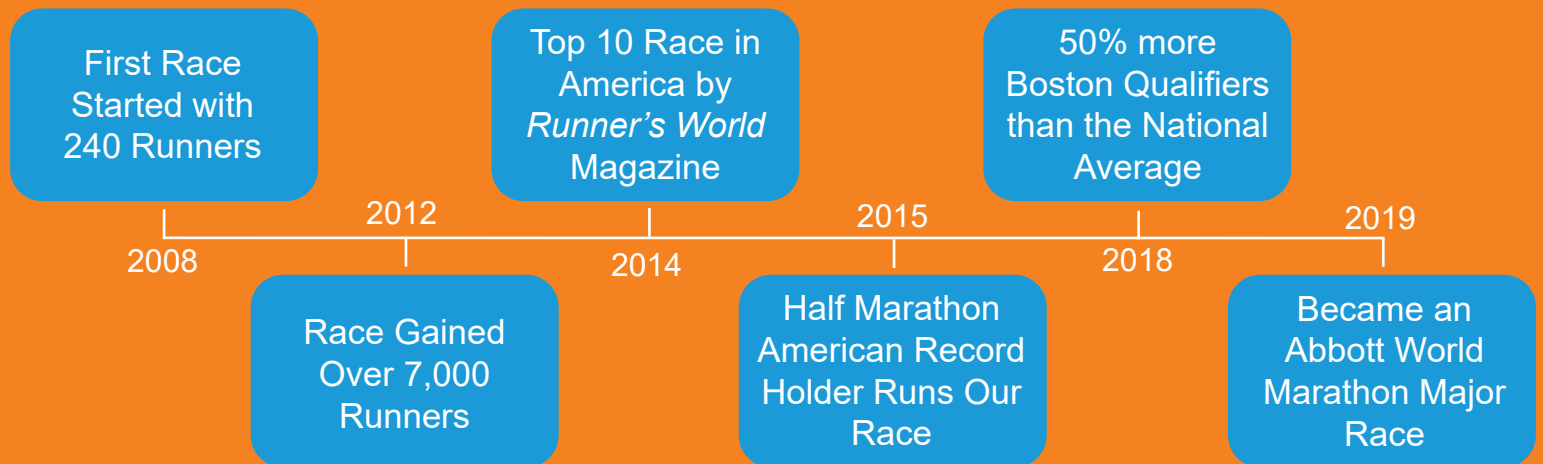 First Race
Started with
240 Runners
2008
2012
Race Gained
Over 7,000
Runners
Top 10 Race in
America by
Runner’s World
Magazine
2014
2015
Half Marathon
American Record
Holder Runs Our
Race
50% more
Boston Qualifiers
than the National
Average
2018
2019
Became an
Abbott World
Marathon Major
Race